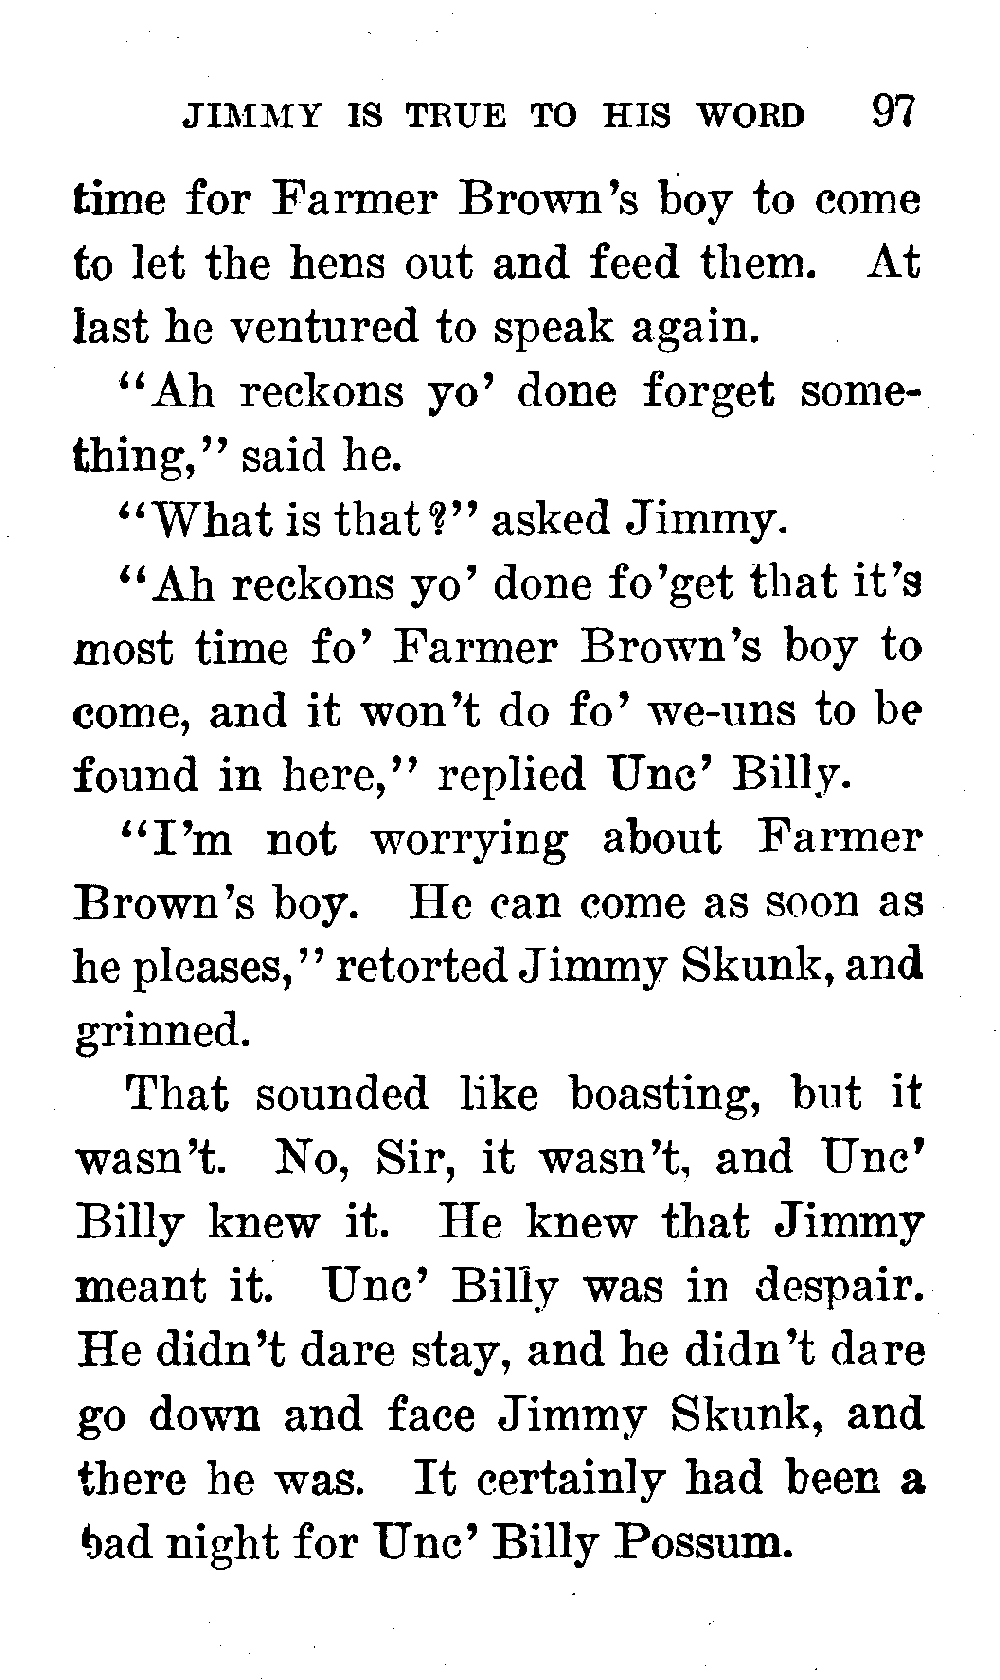 JIMMY IS TRUE TO HIS WORD 97
time for Farmer Brown's boy to come
to let the hens out and feed them. At
last he ventured to speak again.
"Ah reckons yo' done forget some-
thing," said he.
"What is that?" asked Jimmy.
"Ah reckons yo' done fo'get that it's
most time fo' Farmer Brown's boy to
come, and it won't do fo' we-uns to be
found in here," replied Unc' Billy.
"I'm not worrying about Farmer
Brown's boy. He can come as soon as
he pleases," retorted Jimmy Skunk, and
grinned.
That sounded like boasting, but it
wasn't. No, Sir, it wasn't, and Unc'
Billy knew it. He knew that Jimmy
meant it. Unc' Billy was in despair.
He didn't dare stay, and he didn't dare
go down and face Jimmy Skunk, and
there he was. It certainly had been a
bad night for Unc' Billy Possum.